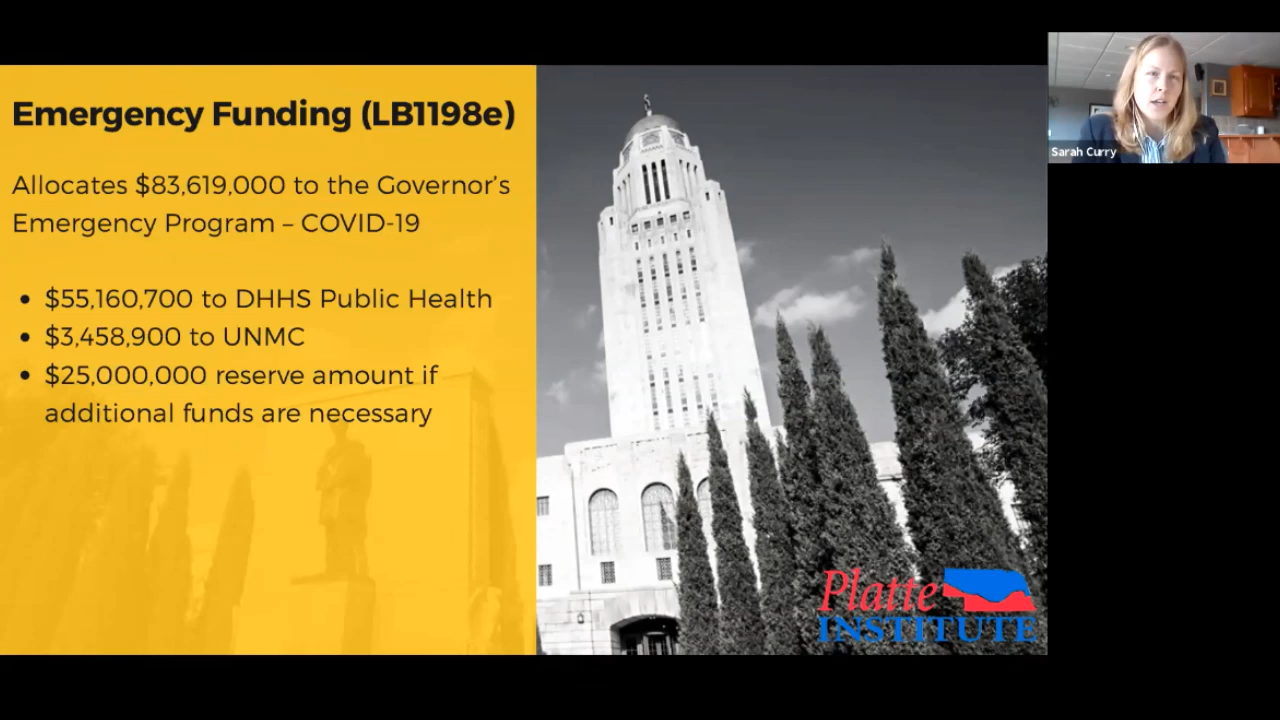 Emergency Funding (LB1198e)
Allocates $83,619,000 to the Governor's
Emergency Program – COVID-19
• $55,160,700 to DHHS Public Health
• $3,458,900 to UNMC
• $25,000,000 reserve amount if
additional funds are necessary
Platte
INSTITUTE
Sarah Curry